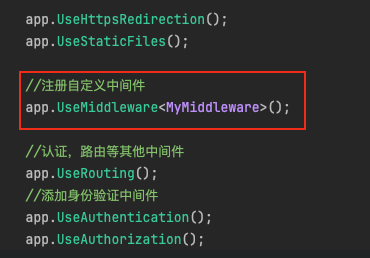 app.UseHttpsRedirection();
app.UseStaticFiles();
//注册自定义中间件
app.UseMiddleware<MyMiddleware>();
//认证，路由等其他中间件
app.UseRouting();
//添加身份验证中间件
app.UseAuthentication();
app.UseAuthorization();